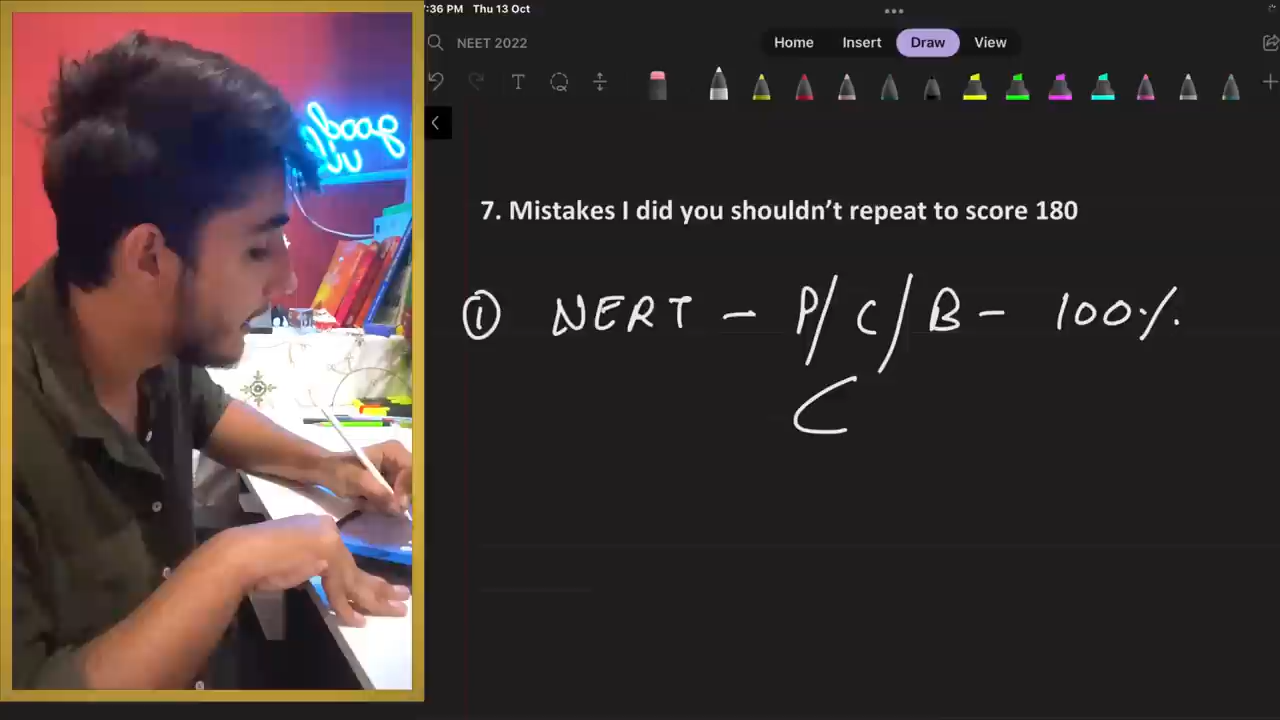 :36 PM Thu 13 Oct
NEET 2022
Home Insert Draw View
7. Mistakes I did you shouldn't repeat to score 180
① NERT - P/C/B - 100%.
C
good